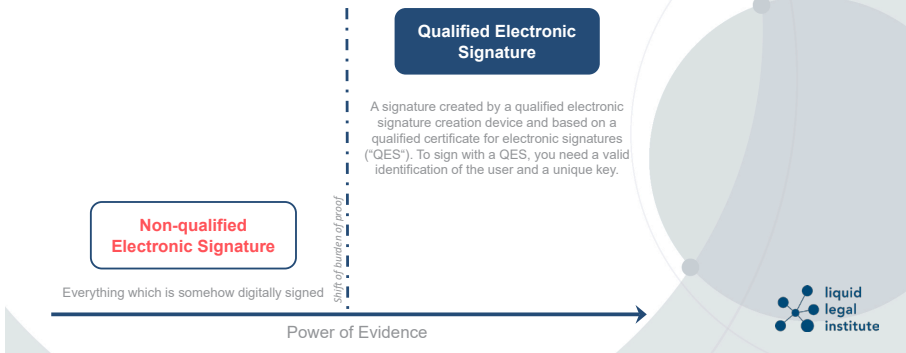 Qualified Electronic
Signature
A signature created by a qualified electronic
signature creation device and based on a
qualified certificate for electronic signatures
("QES“). To sign with a QES, you need a valid
identification of the user and a unique key.
Non-qualified
Electronic Signature
Everything which is somehow digitally signed
Shift of burden of proof
Power of Evidence
liquid
legal
institute